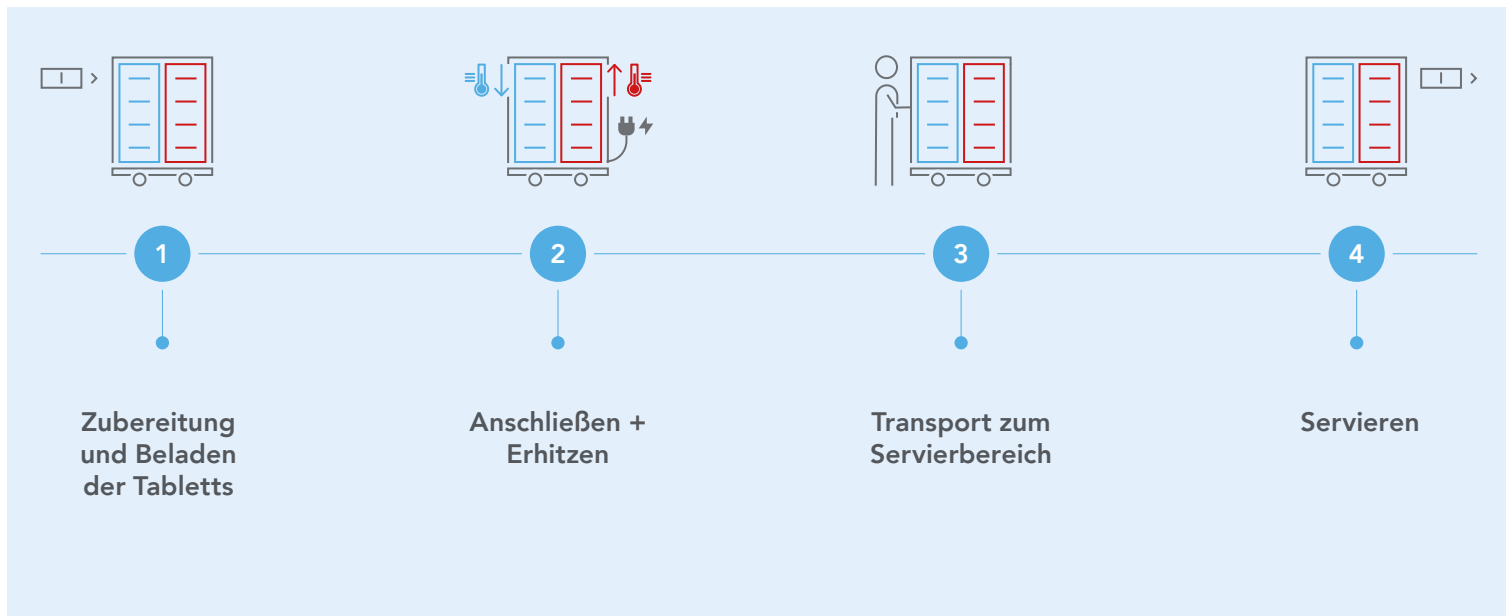 1
2
3
4
Zubereitung
und Beladen
der Tabletts
Anschließen +
Erhitzen
Transport zum
Servierbereich
Servieren